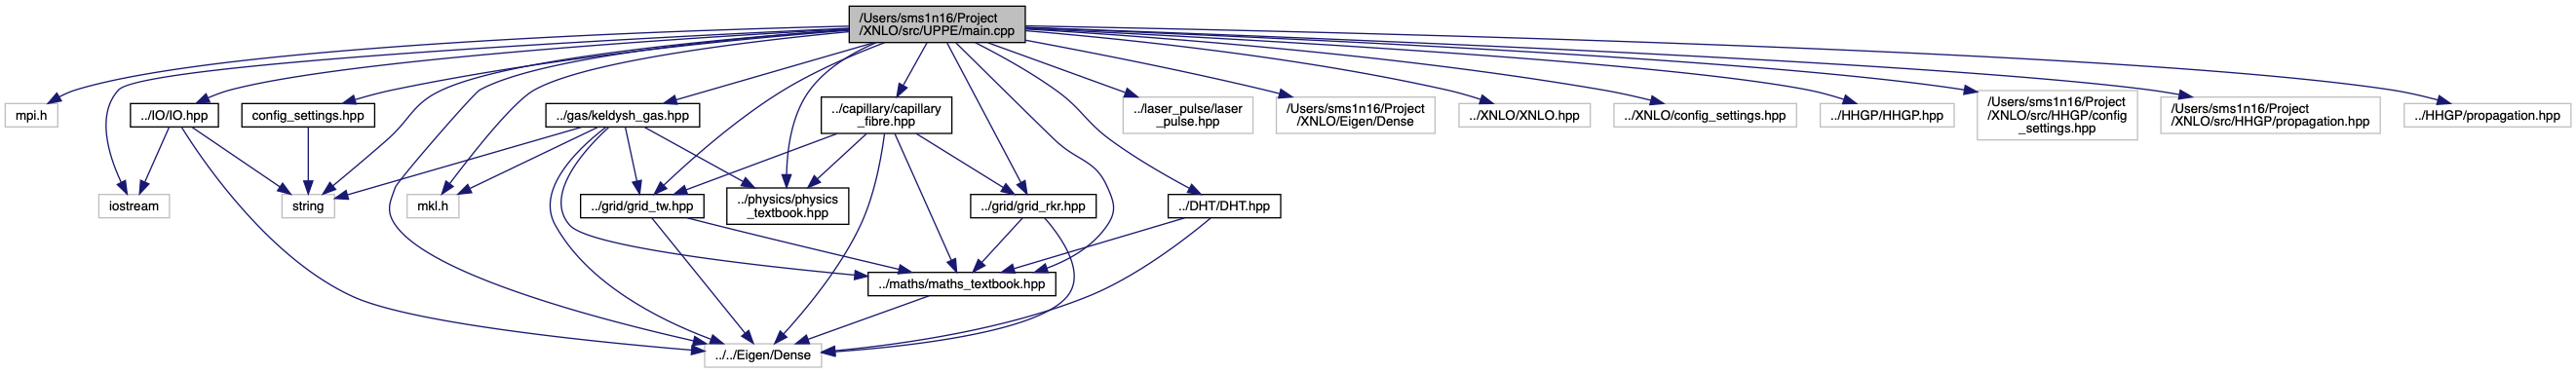 /Users/sms1n16/Project
/XNLO/src/UPPE/main.cpp
mpi.h
../IO/IO.hpp
config_settings.hpp
../gas/keldysh_gas.hpp
../capillary/capillary
_fibre.hpp
../laser_pulse/laser
_pulse.hpp
/Users/sms1n16/Project
/XNLO/Eigen/Dense
../XNLO/XNLO.hpp
../XNLO/config_settings.hpp
../HHGP/HHGP.hpp
/Users/sms1n16/Project
/XNLO/src/HHGP/config
_settings.hpp
/Users/sms1n16/Project
/XNLO/src/HHGP/propagation.hpp
../HHGP/propagation.hpp
iostream
string
mkl.h
../grid/grid_tw.hpp
../physics/physics
_textbook.hpp
../grid/grid_rkr.hpp
../DHT/DHT.hpp
../maths/maths_textbook.hpp
../../Eigen/Dense